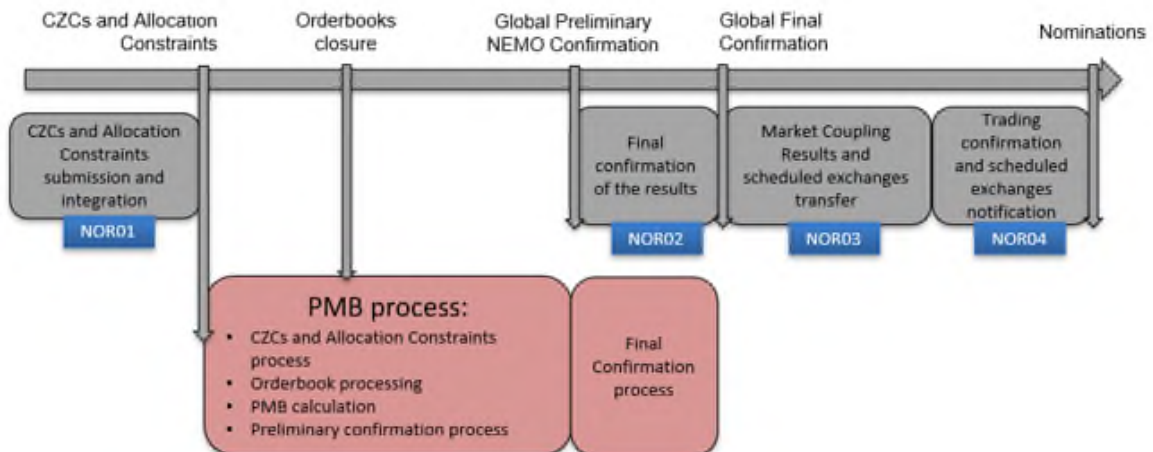 CZCs and Allocation
Constraints
Orderbooks
closure
Global Preliminary
NEMO Confirmation
Global Final
Confirmation
Nominations
CZCs and Allocation
Constraints
submission and
integration
NOR01
Final
confirmation
of the results
NOR02
Market Coupling
Results and
scheduled exchanges
transfer
NOR03
Trading
confirmation
and scheduled
exchanges
notification
NOR04
PMB process:
▪ CZCs and Allocation Constraints
process
▪ Orderbook processing
▪ PMB calculation
▪ Preliminary confirmation process
Final
Confirmation
process